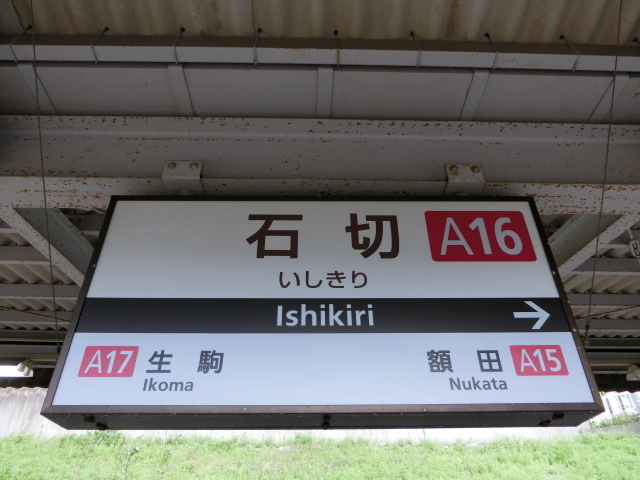 石切 A16
いしきり
Ishikiri →
A17 生駒
Ikoma
額田 A15
Nukata